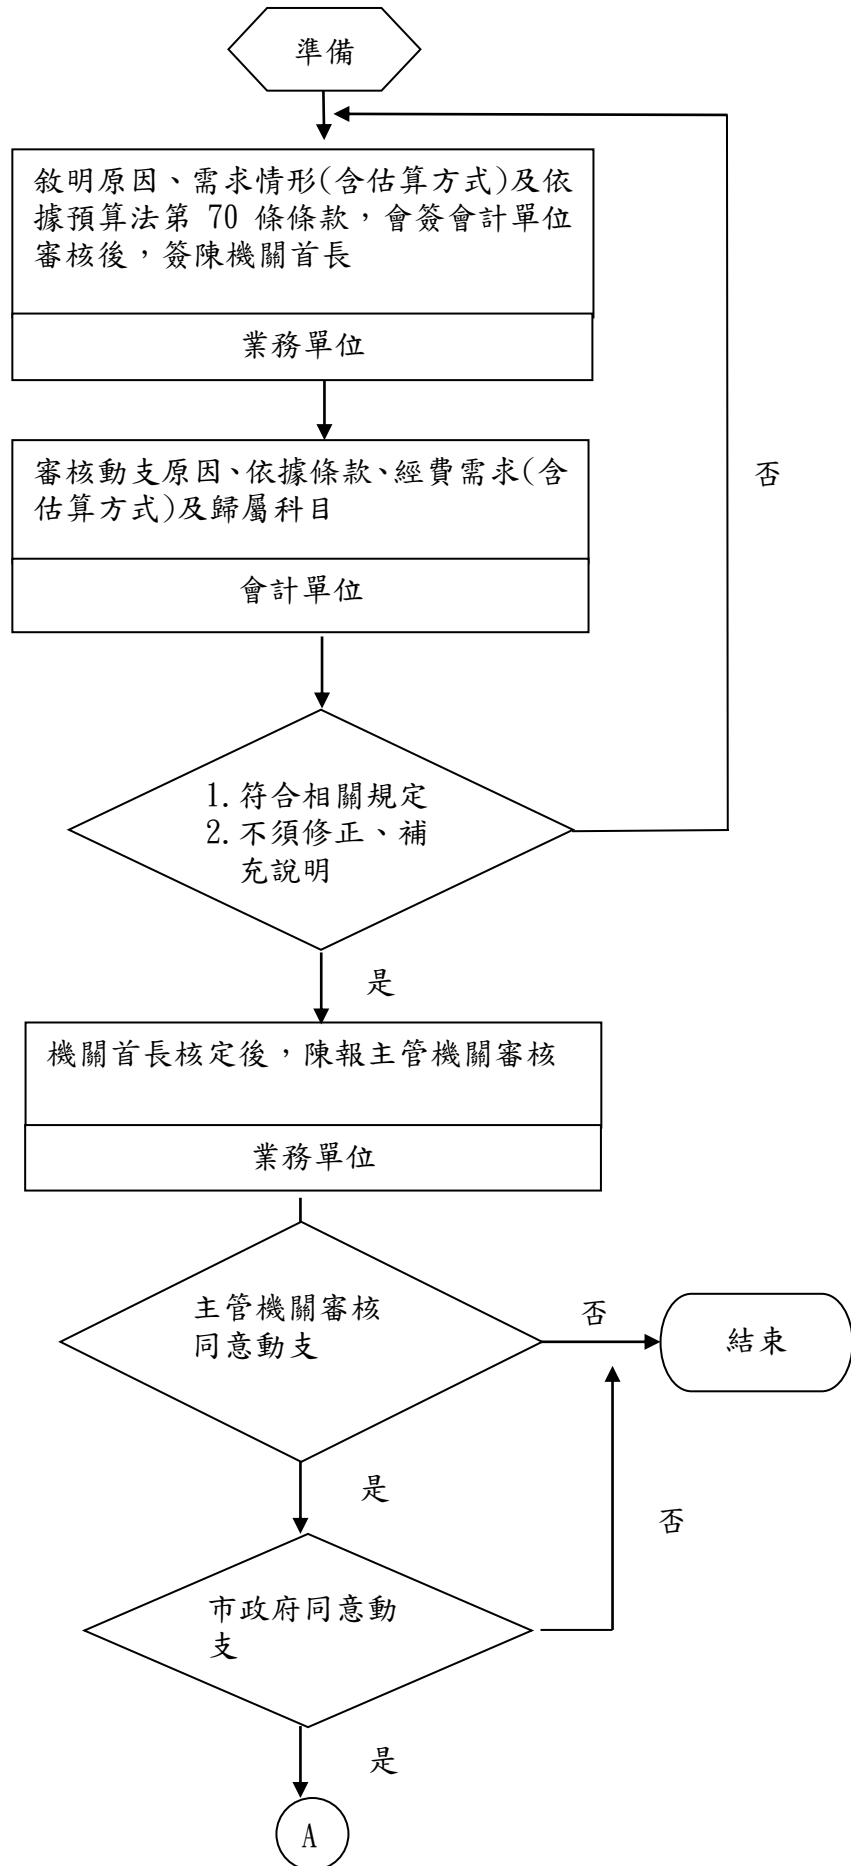 準備
敘明原因、需求情形(含估算方式)及依
據預算法第 70 條條款，會簽會計單位
審核後，簽陳機關首長
業務單位
審核動支原因、依據條款、經費需求(含
估算方式)及歸屬科目
否
會計單位
1.符合相關規定
2.不須修正、補
充說明
是
機關首長核定後，陳報主管機關審核
業務單位
主管機關審核
同意動支
否
結束
是
否
市政府同意動
支
是
A